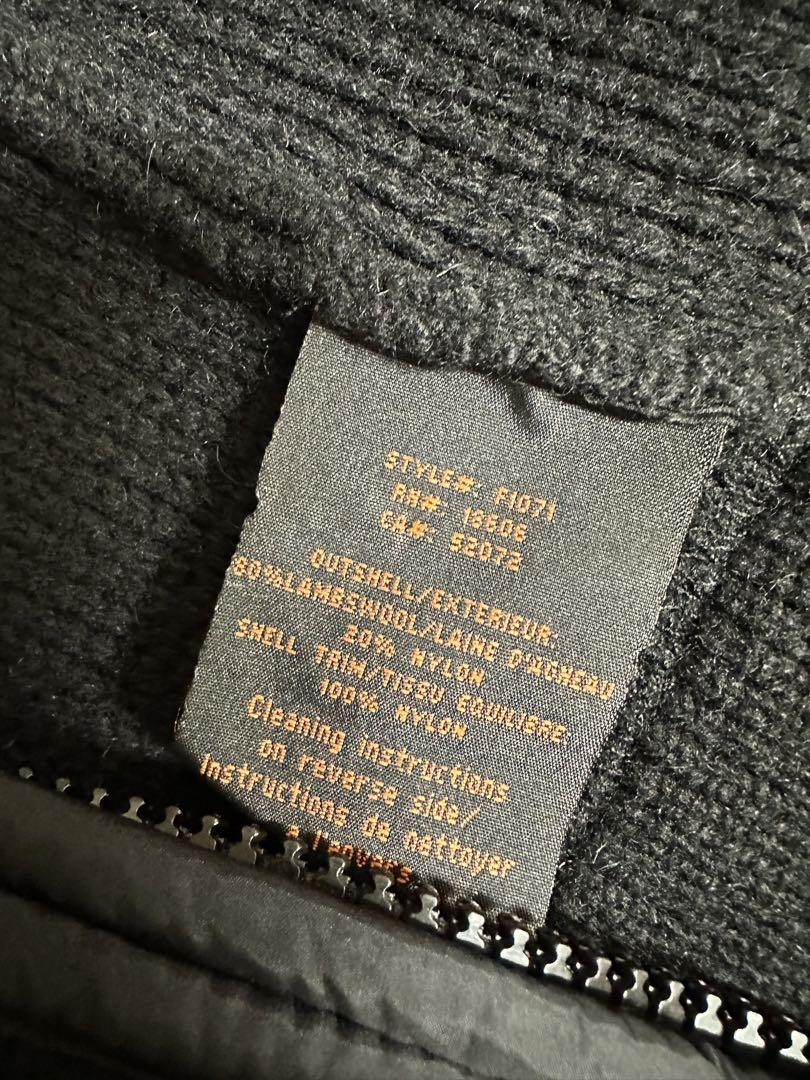 STYLE#: F1071
RN#: 13606
CA#: 52072
OUTSHELL/EXTERIEUR:
80%LAMBSWOOL/LAINE D'AGNEAU
20% NYLON
SHELL TRIM/TISSU EQUILIBRE:
100% NYLON
Cleaning instructions
on reverse side/
Instructions de nettoyer
à l'envers